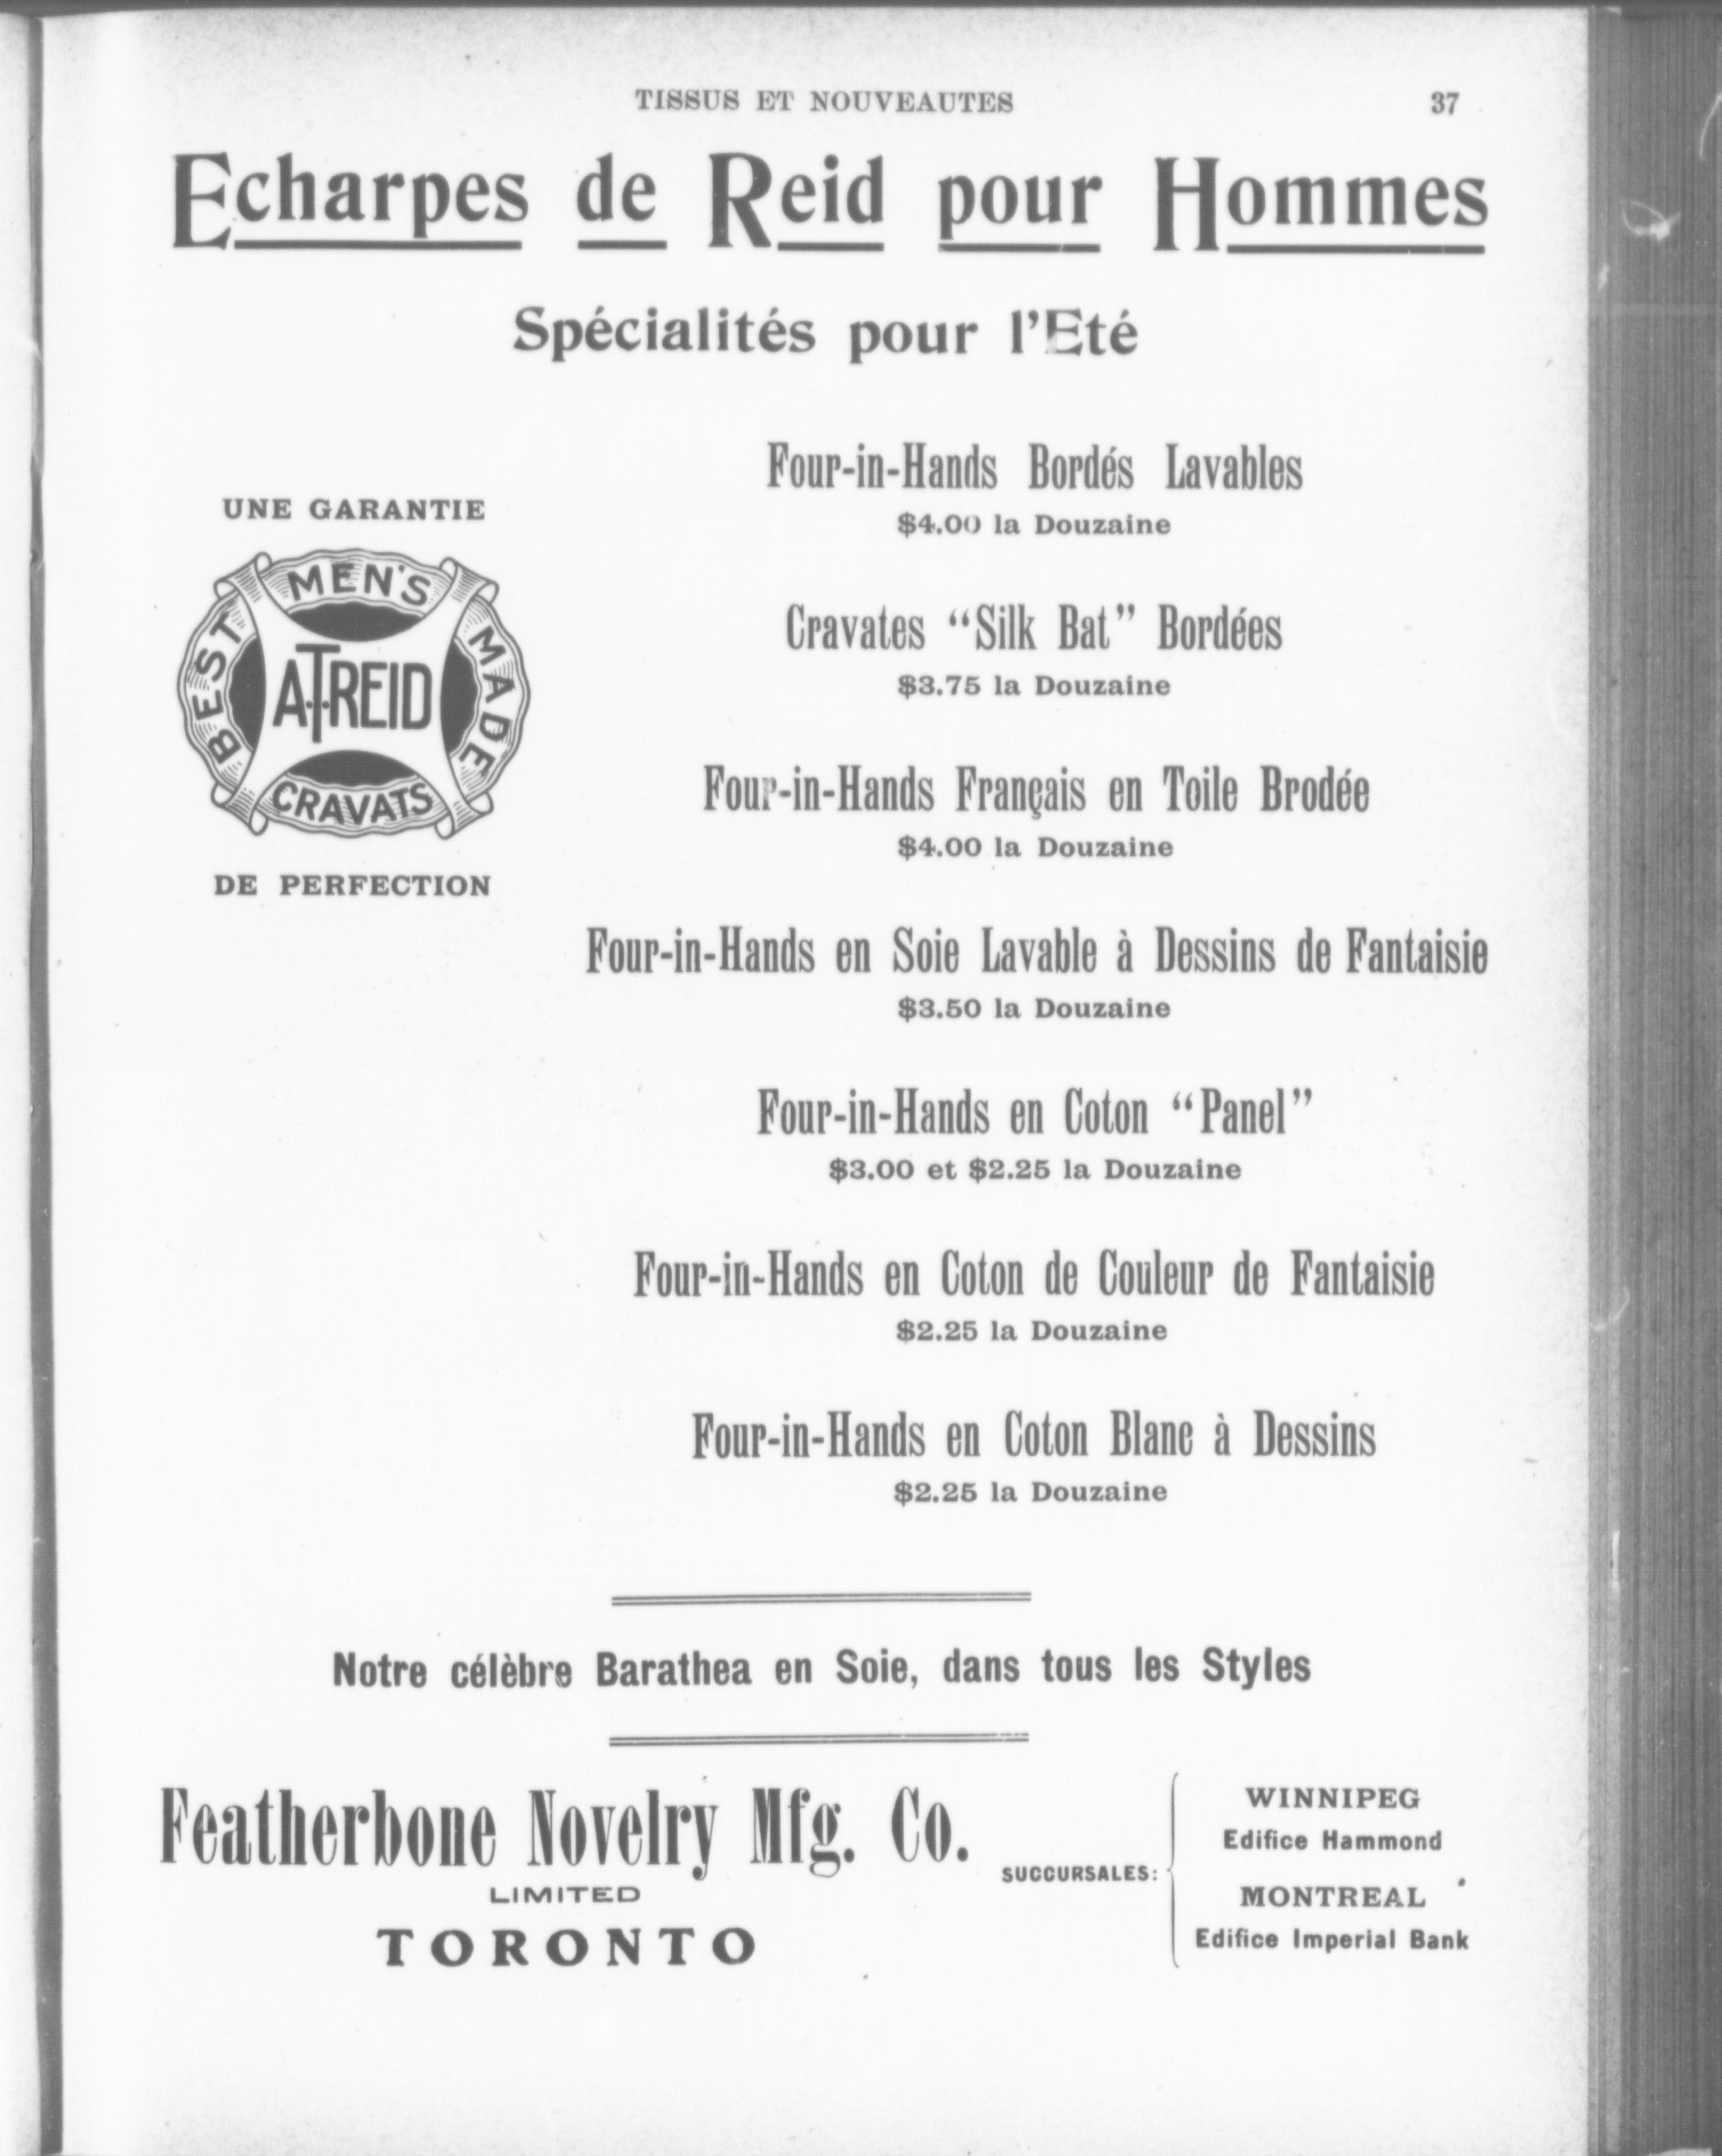 TISSUS ET NOUVEAUTES 37
Echarpes de Reid pour Hommes
Spécialités pour l'Eté
UNE GARANTIE
BEST MEN'S MADE CRAVATS
A.T.REID
DE PERFECTION
Four-in-Hands Bordés Lavables
$4.00 la Douzaine
Cravates “Silk Bat” Bordées
$3.75 la Douzaine
Four-in-Hands Français en Toile Brodée
$4.00 la Douzaine
Four-in-Hands en Soie Lavable à Dessins de Fantaisie
$3.50 la Douzaine
Four-in-Hands en Coton “Panel”
$3.00 et $2.25 la Douzaine
Four-in-Hands en Coton de Couleur de Fantaisie
$2.25 la Douzaine
Four-in-Hands en Coton Blanc à Dessins
$2.25 la Douzaine
Notre célèbre Barathea en Soie, dans tous les Styles
Featherbone Novelry Mfg. Co.
LIMITED
TORONTO
SUCCURSALES:
WINNIPEG
Edifice Hammond
MONTREAL
Edifice Imperial Bank